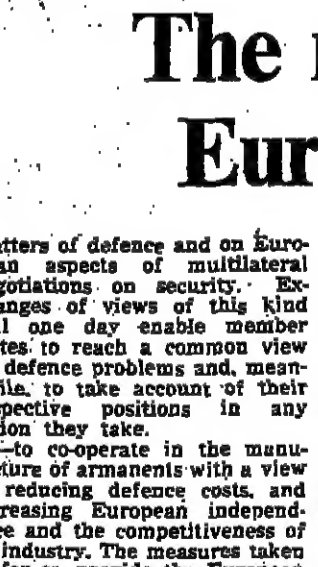 The
Eur
tters of defence and on Euro-
an aspects of multilateral
gotiations on security. Ex-
anges of views of this kind
l one day enable member
tes to reach a common view
defence problems and, mean-
ile, to take account of their
pective positions in any
ion they take.
—to co-operate in the manu-
ture of armanents with a view
reducing defence costs, and
reasing European independ-
ce and the competitiveness of
industry. The measures taken